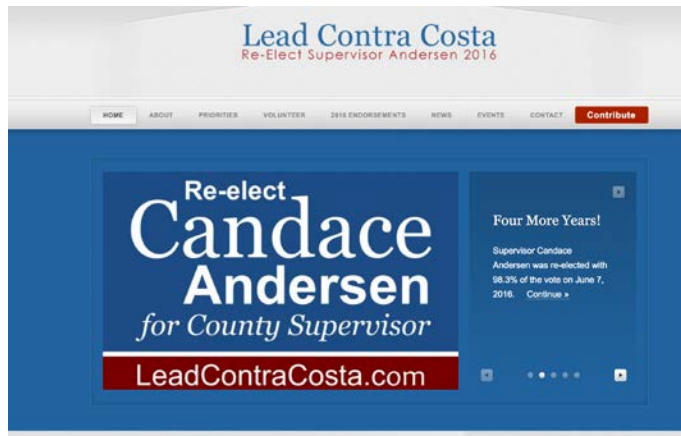 Lead Contra Costa
Re-Elect Supervisor Andersen 2016
HOME ABOUT PRIORITIES VOLUNTEER 2016 ENDORSEMENTS NEWS EVENTS CONTACT Contribute
Re-elect
Candace
Andersen
for County Supervisor
LeadContraCosta.com
Four More Years!
Supervisor Candace
Andersen was re-elected with
98.3% of the vote on June 7,
2016. Continue »